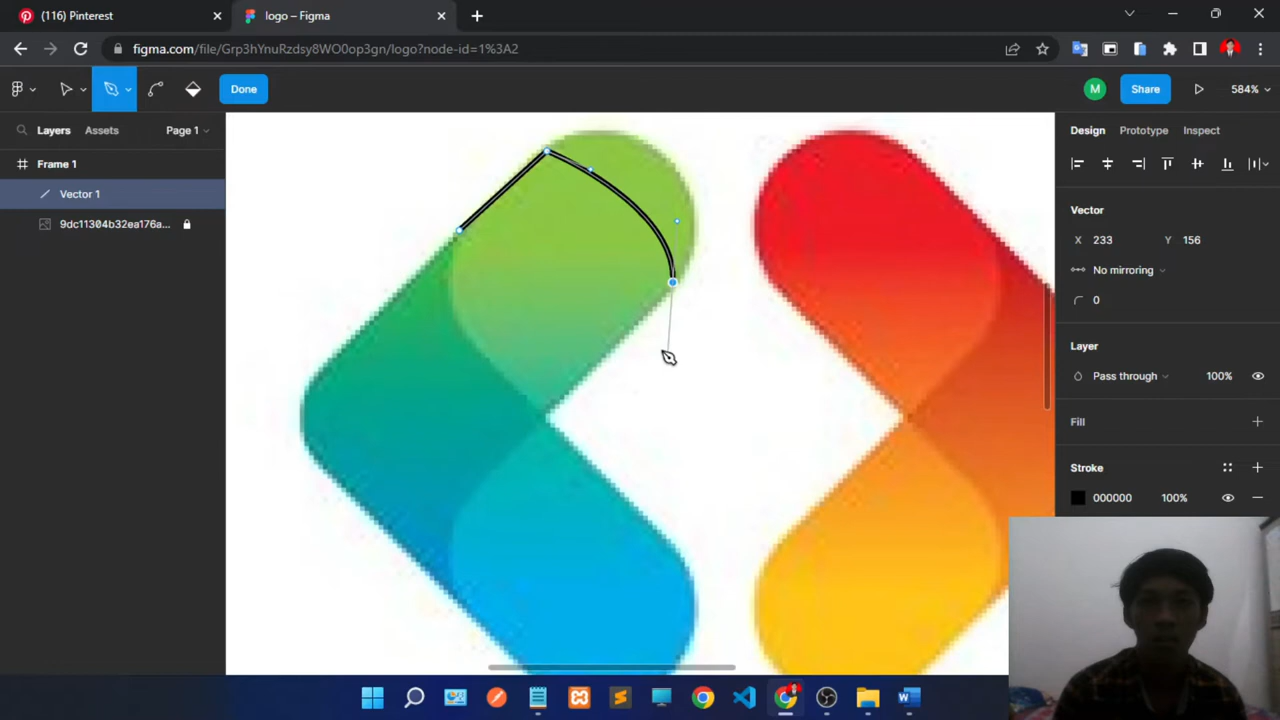 (116) Pinterest
logo – Figma
figma.com/file/Grp3hYnuRzdsy8WO0op3gn/logo?node-id=1%3A2
Done
M
Share
584%
Layers
Assets
Page 1
Design
Prototype
Inspect
Frame 1
Vector 1
9dc11304b32ea176a...
Vector
X 233
Y 156
No mirroring
0
Layer
Pass through
100%
Fill
Stroke
000000
100%